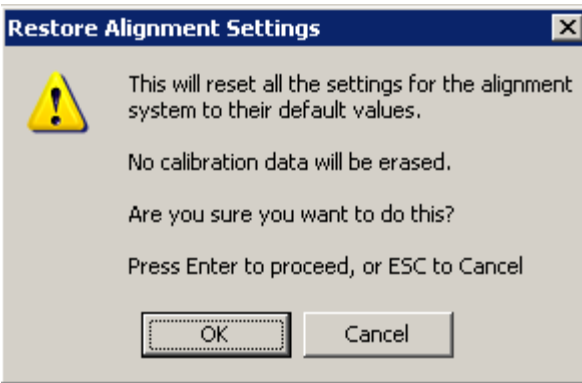 Restore Alignment Settings
This will reset all the settings for the alignment
system to their default values.
No calibration data will be erased.
Are you sure you want to do this?
Press Enter to proceed, or ESC to Cancel
OK
Cancel